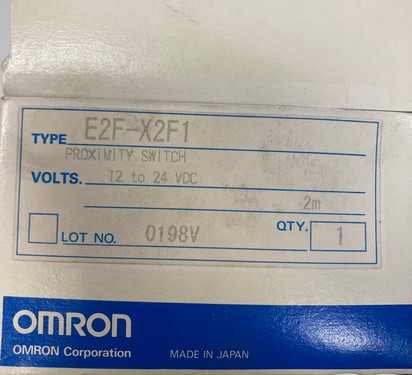 TYPE E2F-X2F1
PROXIMITY SWITCH
VOLTS. 12 to 24 VDC
2m
LOT NO. 0198V QTY. 1
OMRON
OMRON Corporation MADE IN JAPAN